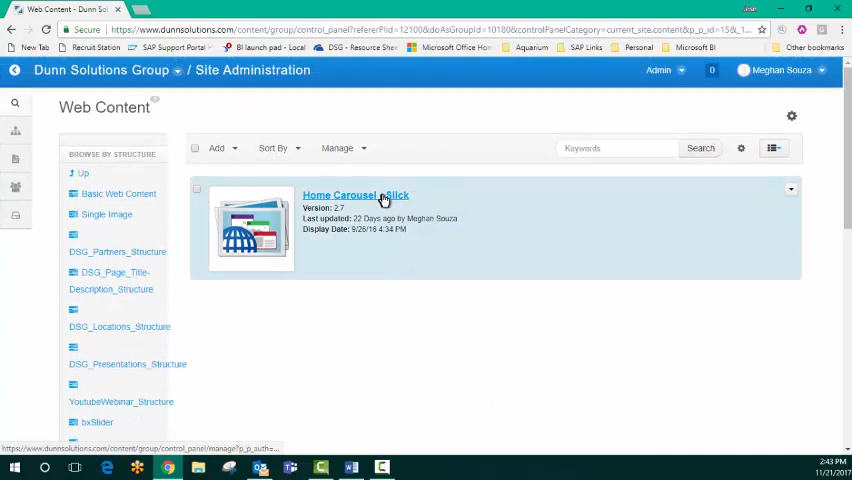 Web Content - Dunn Solu
Secure https://www.dunnsolutions.com/content/group/control_panel?refererPlid=12100&doAsGroupId=10180&controlPanelCategory=current_site.content&p_p_id=15&_1...
New Tab Recruit Station SAP Support Portal BI launch pad - Local DSG - Resource Sche Microsoft Office Home Aquarium SAP Links Personal Microsoft BI Other bookmarks
Dunn Solutions Group / Site Administration Admin 0 Meghan Souza
Web Content
BROWSE BY STRUCTURE Add Sort By Manage Keywords Search
Up
Basic Web Content
Home Carousel - Slick
Version: 2.7
Single Image
Last updated: 22 Days ago by Meghan Souza
Display Date: 9/26/16 4:34 PM
DSG_Partners_Structure
DSG_Page_Title-
Description_Structure
DSG_Locations_Structure
DSG_Presentations_Structure
YoutubeWebinar_Structure
bxSlider
https://www.dunnsolutions.com/content/group/control_panel/manage?p_p_auth=...
2:43 PM
11/21/2017